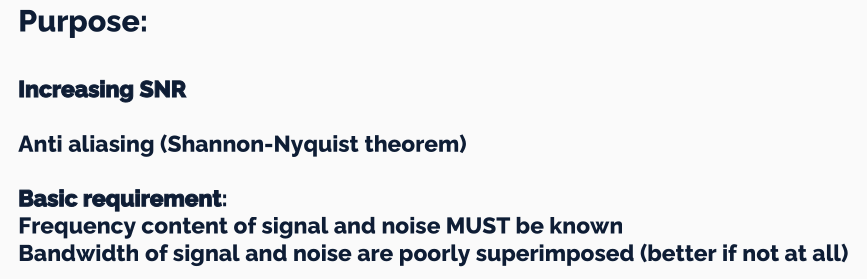 Purpose:
Increasing SNR
Anti aliasing (Shannon-Nyquist theorem)
Basic requirement:
Frequency content of signal and noise MUST be known
Bandwidth of signal and noise are poorly superimposed (better if not at all)